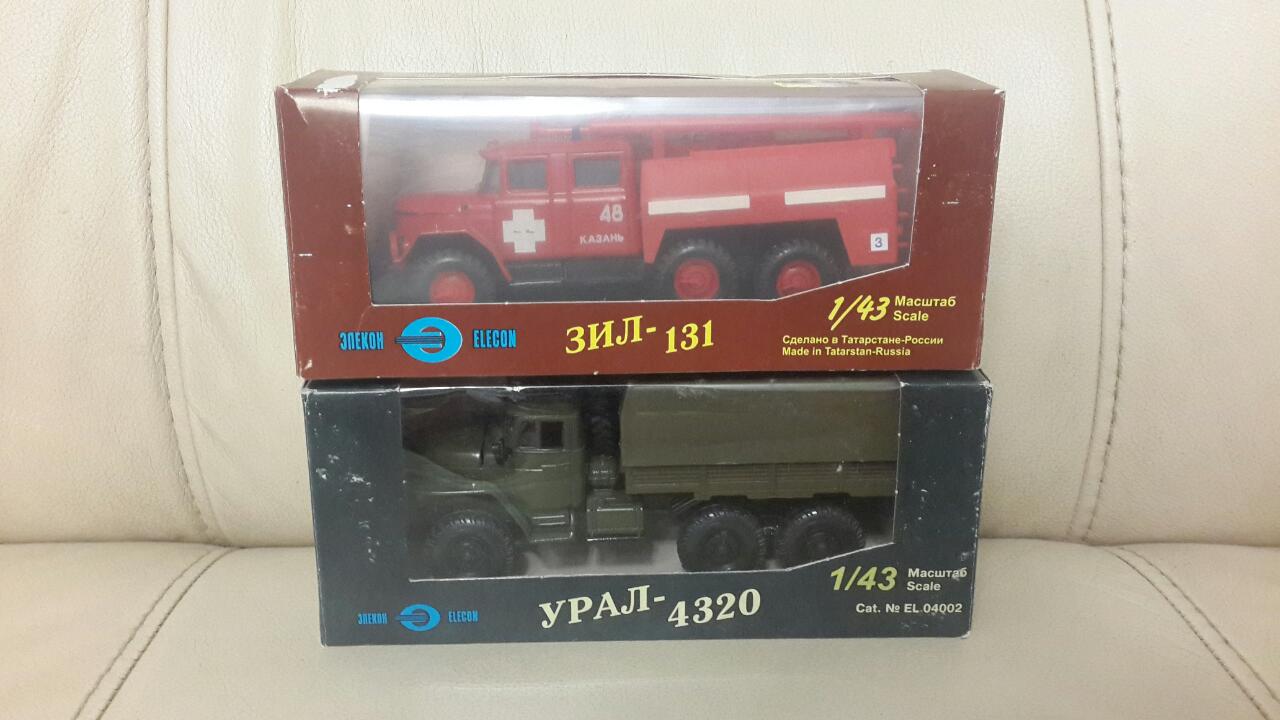 48
КАЗАНЬ
3
1/43 Масштаб
Scale
ЭЛЕКОН ELECON
ЗИЛ-131
Сделано в Татарстане-России
Made in Tatarstan-Russia
1/43 Масштаб
Scale
ЭЛЕКОН ELECON
УРАЛ-4320
Cat. № EL 04002